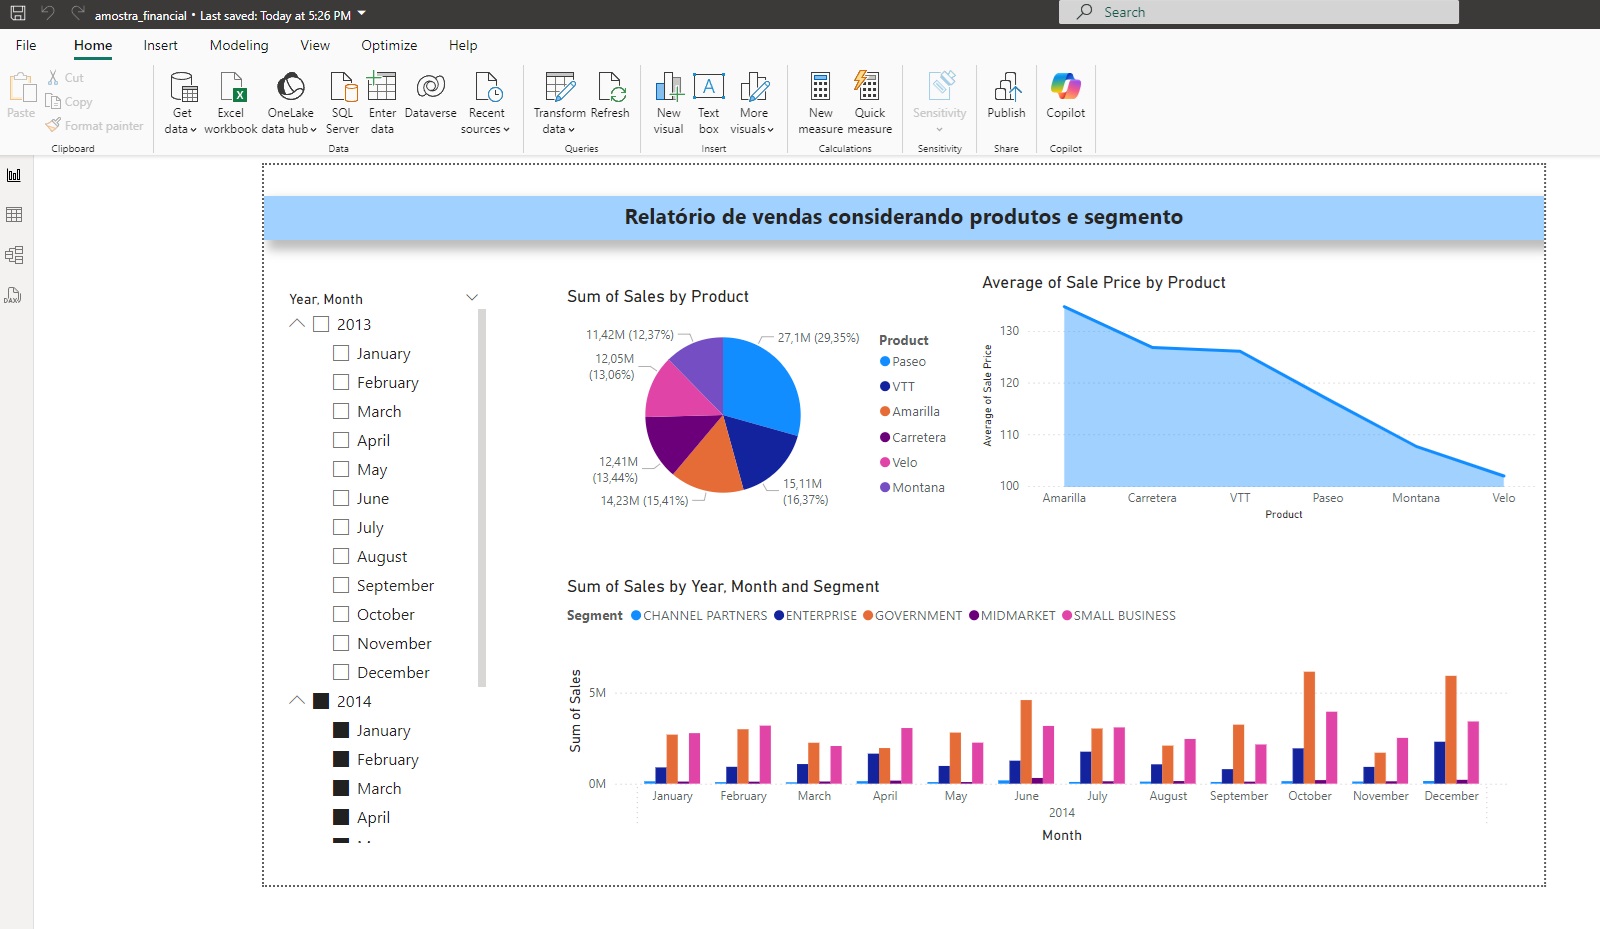 amostra_financial • Last saved: Today at 5:26 PM
Search
File Home Insert Modeling View Optimize Help
Paste
Cut
Copy
Format painter
Clipboard
Get data
Excel workbook
OneLake data hub
SQL Server
Enter data
Dataverse
Recent sources
Data
Transform data
Refresh
Queries
New visual
A
Text box
More visuals
Insert
New measure
Quick measure
Calculations
Sensitivity
Sensitivity
Publish
Share
Copilot
Copilot
DAX
Relatório de vendas considerando produtos e segmento
Year, Month
2013
January
February
March
April
May
June
July
August
September
October
November
December
2014
January
February
March
April
Sum of Sales by Product
11,42M (12,37%)
27,1M (29,35%)
12,05M
(13,06%)
12,41M
(13,44%)
14,23M (15,41%)
15,11M
(16,37%)
Product
Paseo
VTT
Amarilla
Carretera
Velo
Montana
Average of Sale Price by Product
Average of Sale Price
130
120
110
100
Amarilla Carretera VTT Paseo Montana Velo
Product
Sum of Sales by Year, Month and Segment
Segment CHANNEL PARTNERS ENTERPRISE GOVERNMENT MIDMARKET SMALL BUSINESS
Sum of Sales
5M
0M
January February March April May June July August September October November December
2014
Month